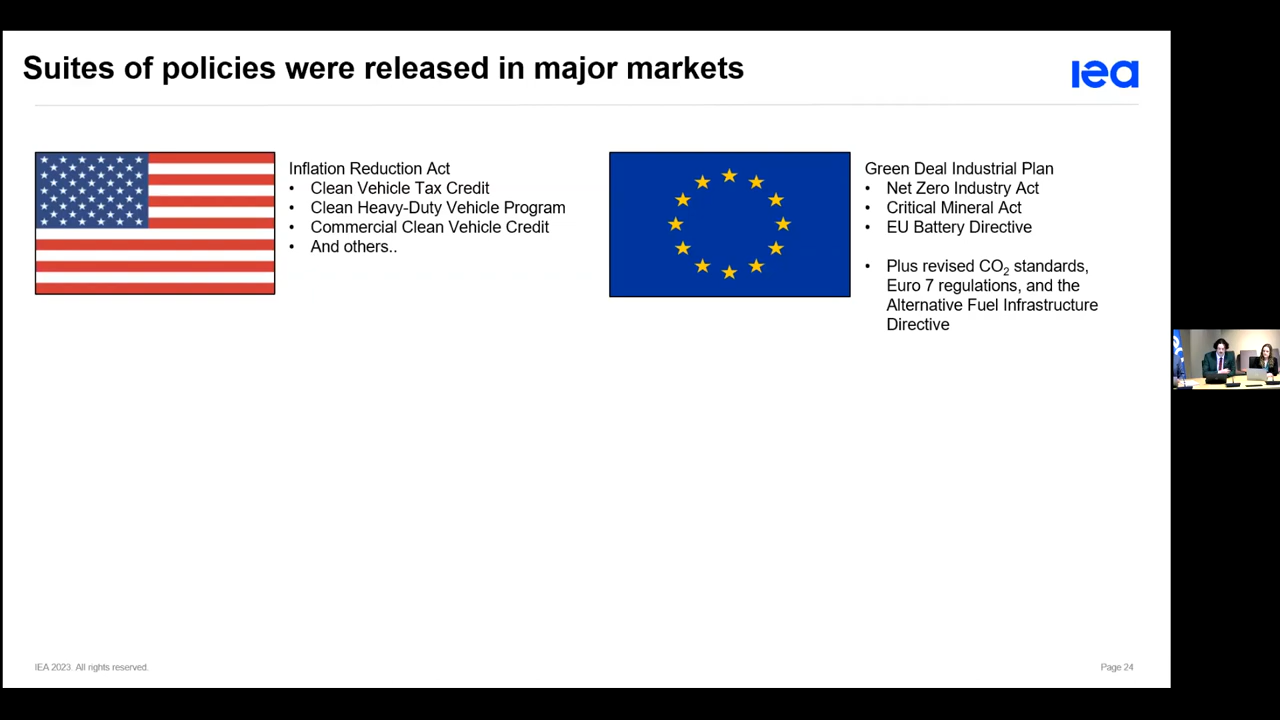 Suites of policies were released in major markets
iea
Inflation Reduction Act
• Clean Vehicle Tax Credit
• Clean Heavy-Duty Vehicle Program
• Commercial Clean Vehicle Credit
• And others..
Green Deal Industrial Plan
• Net Zero Industry Act
• Critical Mineral Act
• EU Battery Directive
• Plus revised CO2 standards,
Euro 7 regulations, and the
Alternative Fuel Infrastructure
Directive
IEA 2023. All rights reserved.
Page 24